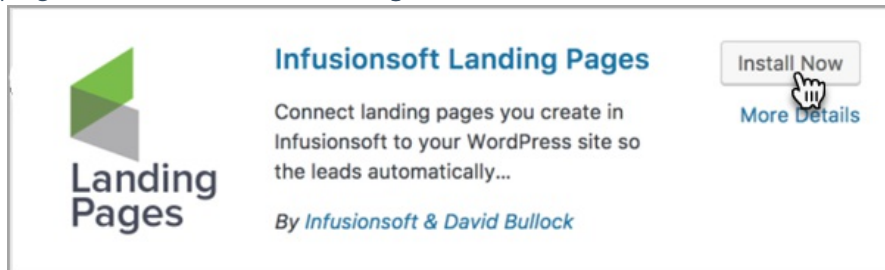 Infusionsoft Landing Pages
Install Now
Connect landing pages you create in
More Details
Infusionsoft to your WordPress site so
the leads automatically...
Landing
Pages
By Infusionsoft & David Bullock